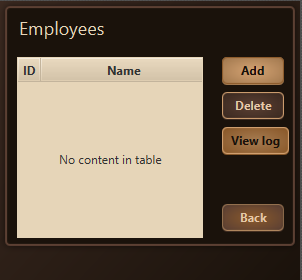 Employees
ID Name Add
Delete
View log
No content in table
Back